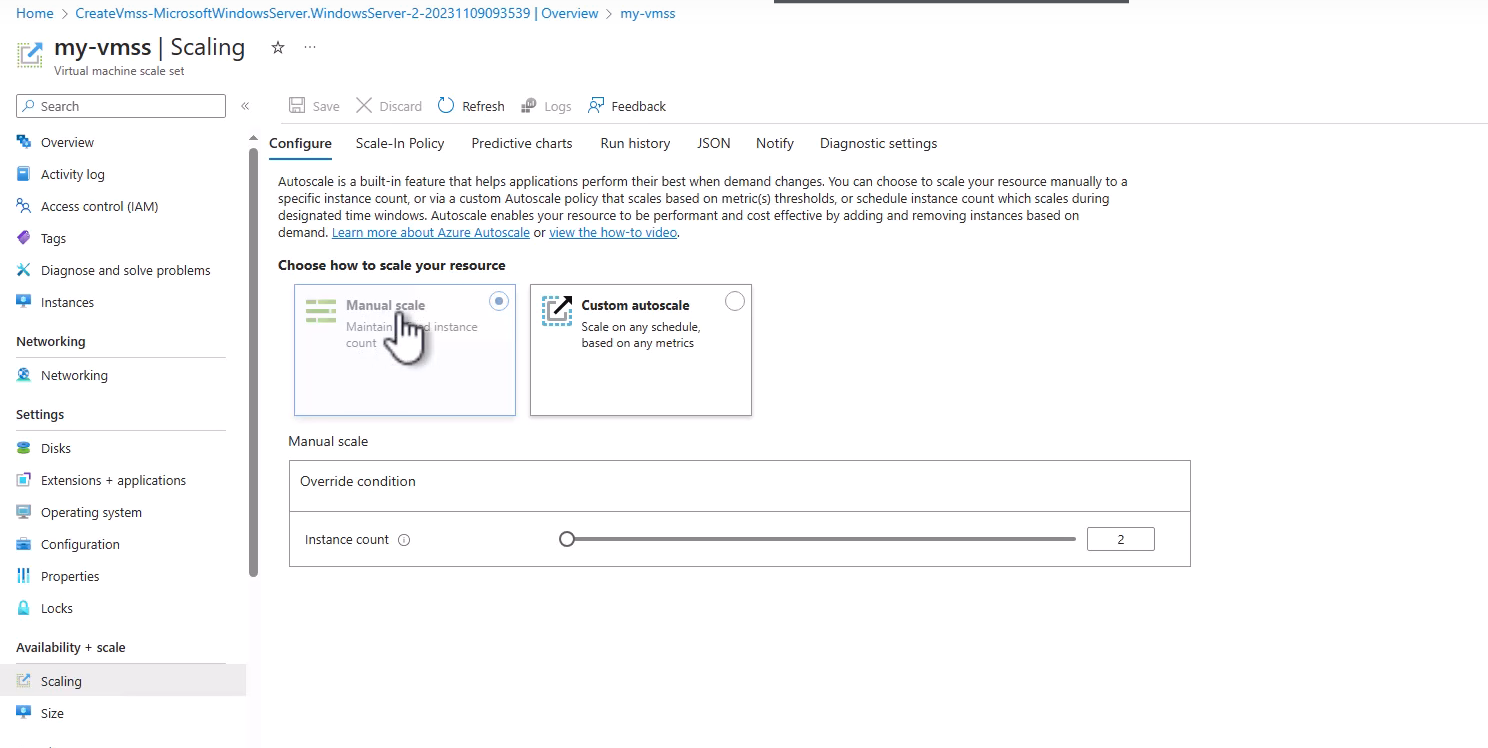 Home > CreateVmss-MicrosoftWindowsServer.WindowsServer-2-20231109093539 | Overview > my-vmss
my-vmss | Scaling
Virtual machine scale set
Search
Save
Discard
Refresh
Logs
Feedback
Overview
Activity log
Access control (IAM)
Tags
Diagnose and solve problems
Instances
Networking
Networking
Settings
Disks
Extensions + applications
Operating system
Configuration
Properties
Locks
Availability + scale
Scaling
Size
Configure
Scale-In Policy
Predictive charts
Run history
JSON
Notify
Diagnostic settings
Autoscale is a built-in feature that helps applications perform their best when demand changes. You can choose to scale your resource manually to a
specific instance count, or via a custom Autoscale policy that scales based on metric(s) thresholds, or schedule instance count which scales during
designated time windows. Autoscale enables your resource to be performant and cost effective by adding and removing instances based on
demand. Learn more about Azure Autoscale or view the how-to video.
Choose how to scale your resource
Manual scale
Maintain instance
count
Custom autoscale
Scale on any schedule,
based on any metrics
Manual scale
Override condition
Instance count
2